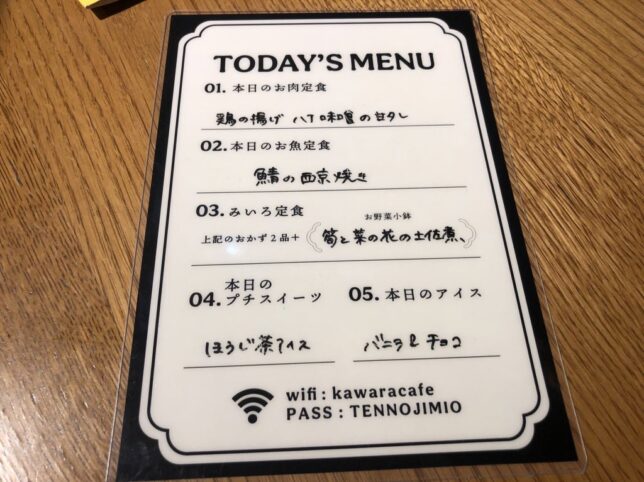 TODAY'S MENU
01. 本日のお肉定食
鶏の揚げ 八丁味噌の甘タレ
02. 本日のお魚定食
鯖の西京焼き
03. みいろ定食
お野菜小鉢
上記のおかず2品+ 筍と菜の花の土佐煮、
04. 本日のプチスイーツ
ほうじ茶アイス
05. 本日のアイス
バニラ & チョコ
wifi : kawaracafe
PASS : TENNOJIMIO